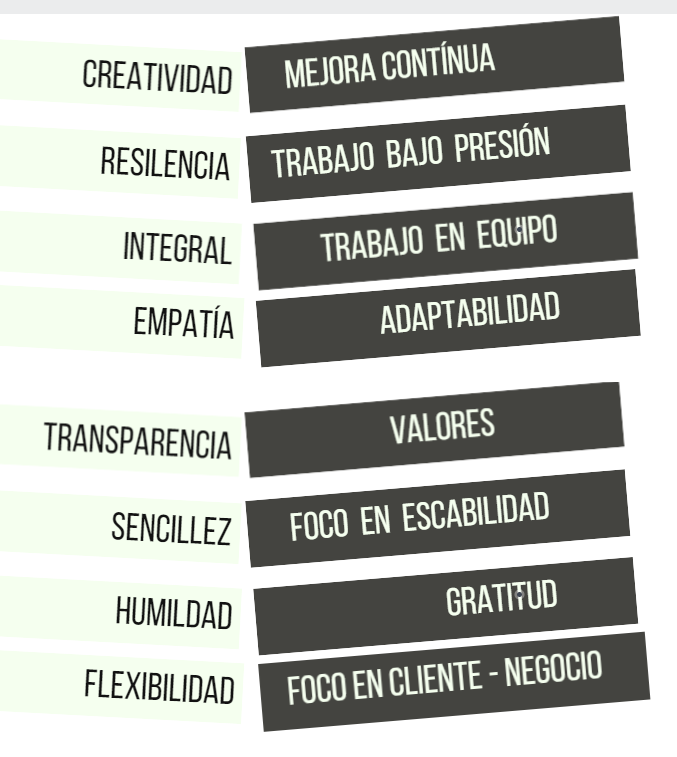 CREATIVIDAD
MEJORA CONTÍNUA
RESILENCIA
TRABAJO BAJO PRESIÓN
INTEGRAL
TRABAJO EN EQUIPO
EMPATÍA
ADAPTABILIDAD
TRANSPARENCIA
VALORES
SENCILLEZ
FOCO EN ESCABILIDAD
HUMILDAD
GRATITUD
FLEXIBILIDAD
FOCO EN CLIENTE - NEGOCIO